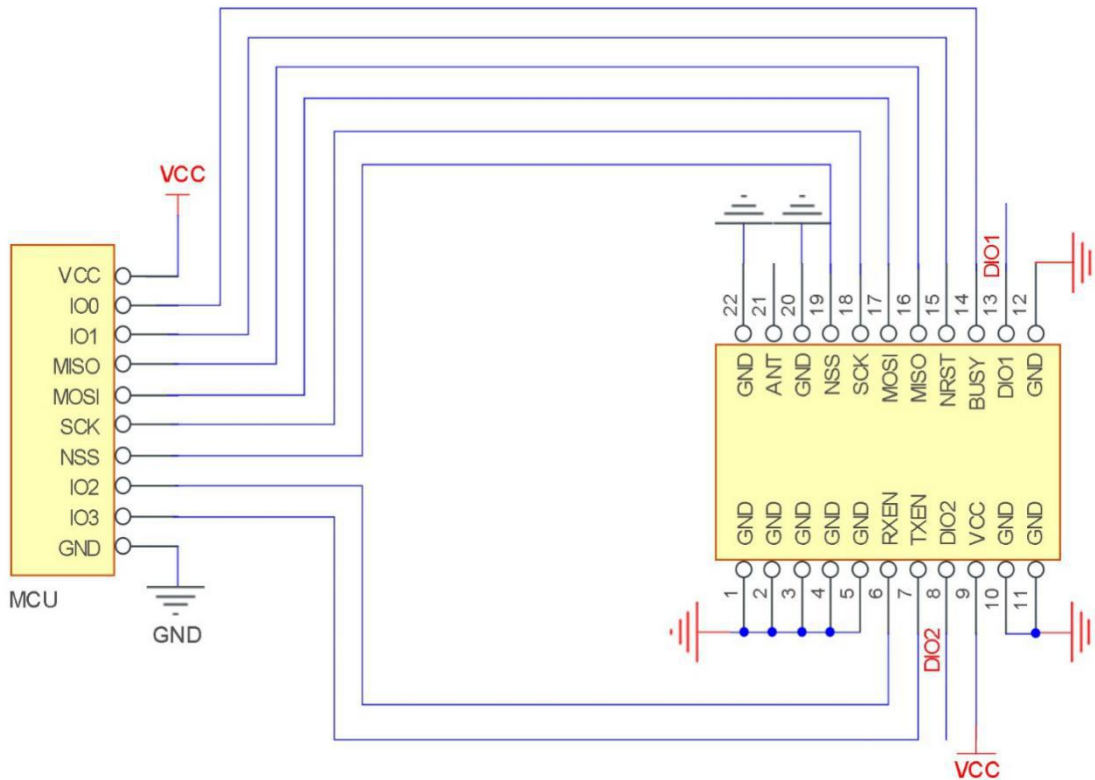 VCC
VCC
IO0
IO1
MISO
MOSI
SCK
NSS
IO2
IO3
GND
MCU
GND
DIO1
22
21
20
19
18
17
16
15
14
13
12
GND
ANT
GND
NSS
SCK
MOSI
MISO
NRST
BUSY
DIO1
GND
GND
GND
GND
GND
GND
RXEN
TXEN
DIO2
VCC
GND
GND
1
2
3
4
5
6
7
8
9
10
11
DIO2
VCC